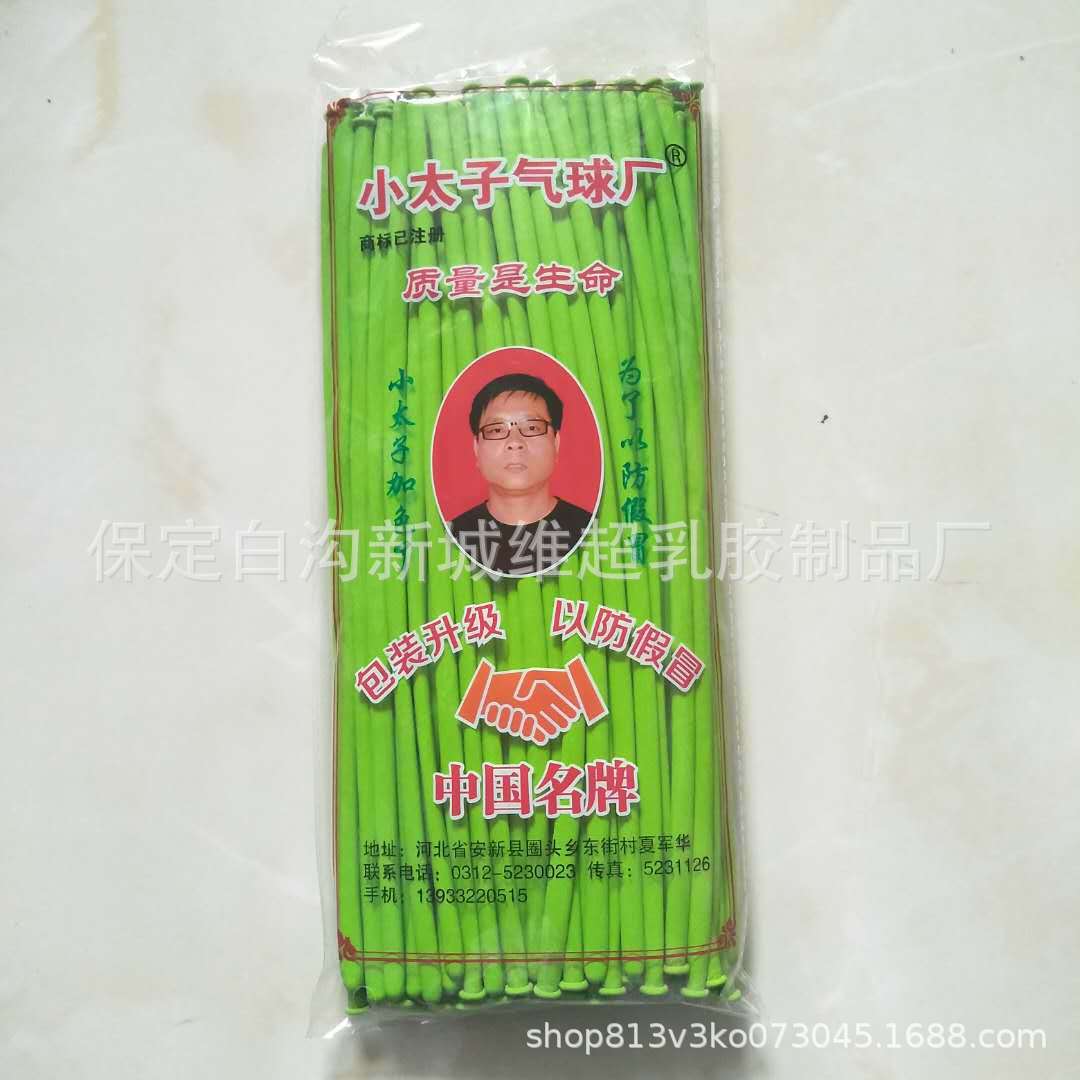 小太子气球厂®
商标已注册
质量是生命
小太子加色
为了以防假冒
保定白沟新城维超乳胶制品厂
包装升级 以防假冒
中国名牌
地址：河北省安新县圈头乡东街村夏军华
联系电话：0312-5230023 传真：5231126
手机：13933220515
shop813v3ko073045.1688.com